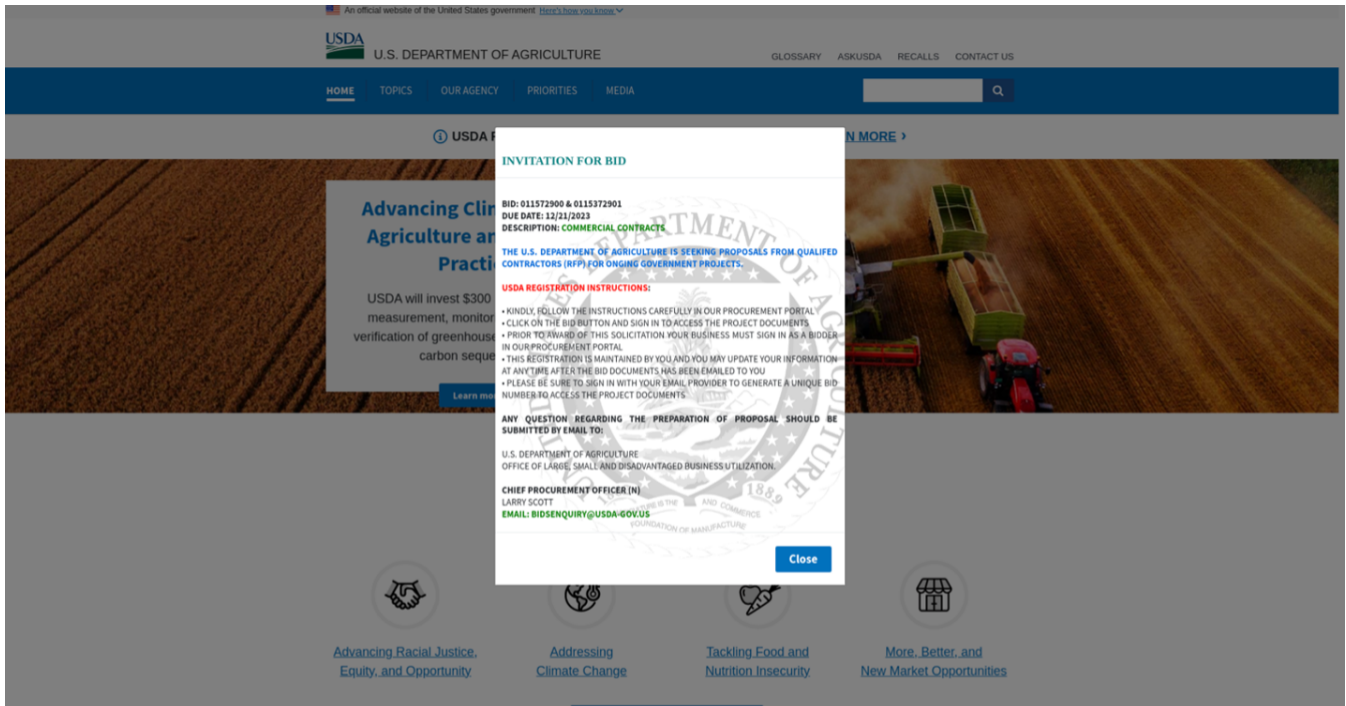 An official website of the United States government Here's how you know
USDA
U.S. DEPARTMENT OF AGRICULTURE
GLOSSARY ASKUSDA RECALLS CONTACT US
HOME TOPICS OUR AGENCY PRIORITIES MEDIA
USDA
N MORE ›
Advancing Clim
Agriculture an
Practi
USDA will invest $300
measurement, monitor
verification of greenhouse
carbon seque
Learn mo
INVITATION FOR BID
BID: 011572900 & 0115372901
DUE DATE: 12/21/2023
DESCRIPTION: COMMERCIAL CONTRACTS
THE U.S. DEPARTMENT OF AGRICULTURE IS SEEKING PROPOSALS FROM QUALIFED
CONTRACTORS (RFP) FOR ONGING GOVERNMENT PROJECTS.
USDA REGISTRATION INSTRUCTIONS:
• KINDLY, FOLLOW THE INSTRUCTIONS CAREFULLY IN OUR PROCUREMENT PORTAL
• CLICK ON THE BID BUTTON AND SIGN IN TO ACCESS THE PROJECT DOCUMENTS
• PRIOR TO AWARD OF THIS SOLICITATION YOUR BUSINESS MUST SIGN IN AS A BIDDER
IN OUR PROCUREMENT PORTAL
• THIS REGISTRATION IS MAINTAINED BY YOU AND YOU MAY UPDATE YOUR INFORMATION
AT ANY TIME AFTER THE BID DOCUMENTS HAS BEEN EMAILED TO YOU
• PLEASE BE SURE TO SIGN IN WITH YOUR EMAIL PROVIDER TO GENERATE A UNIQUE BID
NUMBER TO ACCESS THE PROJECT DOCUMENTS
ANY QUESTION REGARDING THE PREPARATION OF PROPOSAL SHOULD BE
SUBMITTED BY EMAIL TO:
U.S. DEPARTMENT OF AGRICULTURE
OFFICE OF LARGE, SMALL AND DISADVANTAGED BUSINESS UTILIZATION.
CHIEF PROCUREMENT OFFICER (N)
LARRY SCOTT
EMAIL: BIDSENQUIRY@USDA-GOV.US
UNITED STATES DEPARTMENT OF AGRICULTURE
1889
AND COMMERCE
FOUNDATION OF MANUFACTURE
Close
Advancing Racial Justice,
Equity, and Opportunity
Addressing
Climate Change
Tackling Food and
Nutrition Insecurity
More, Better, and
New Market Opportunities